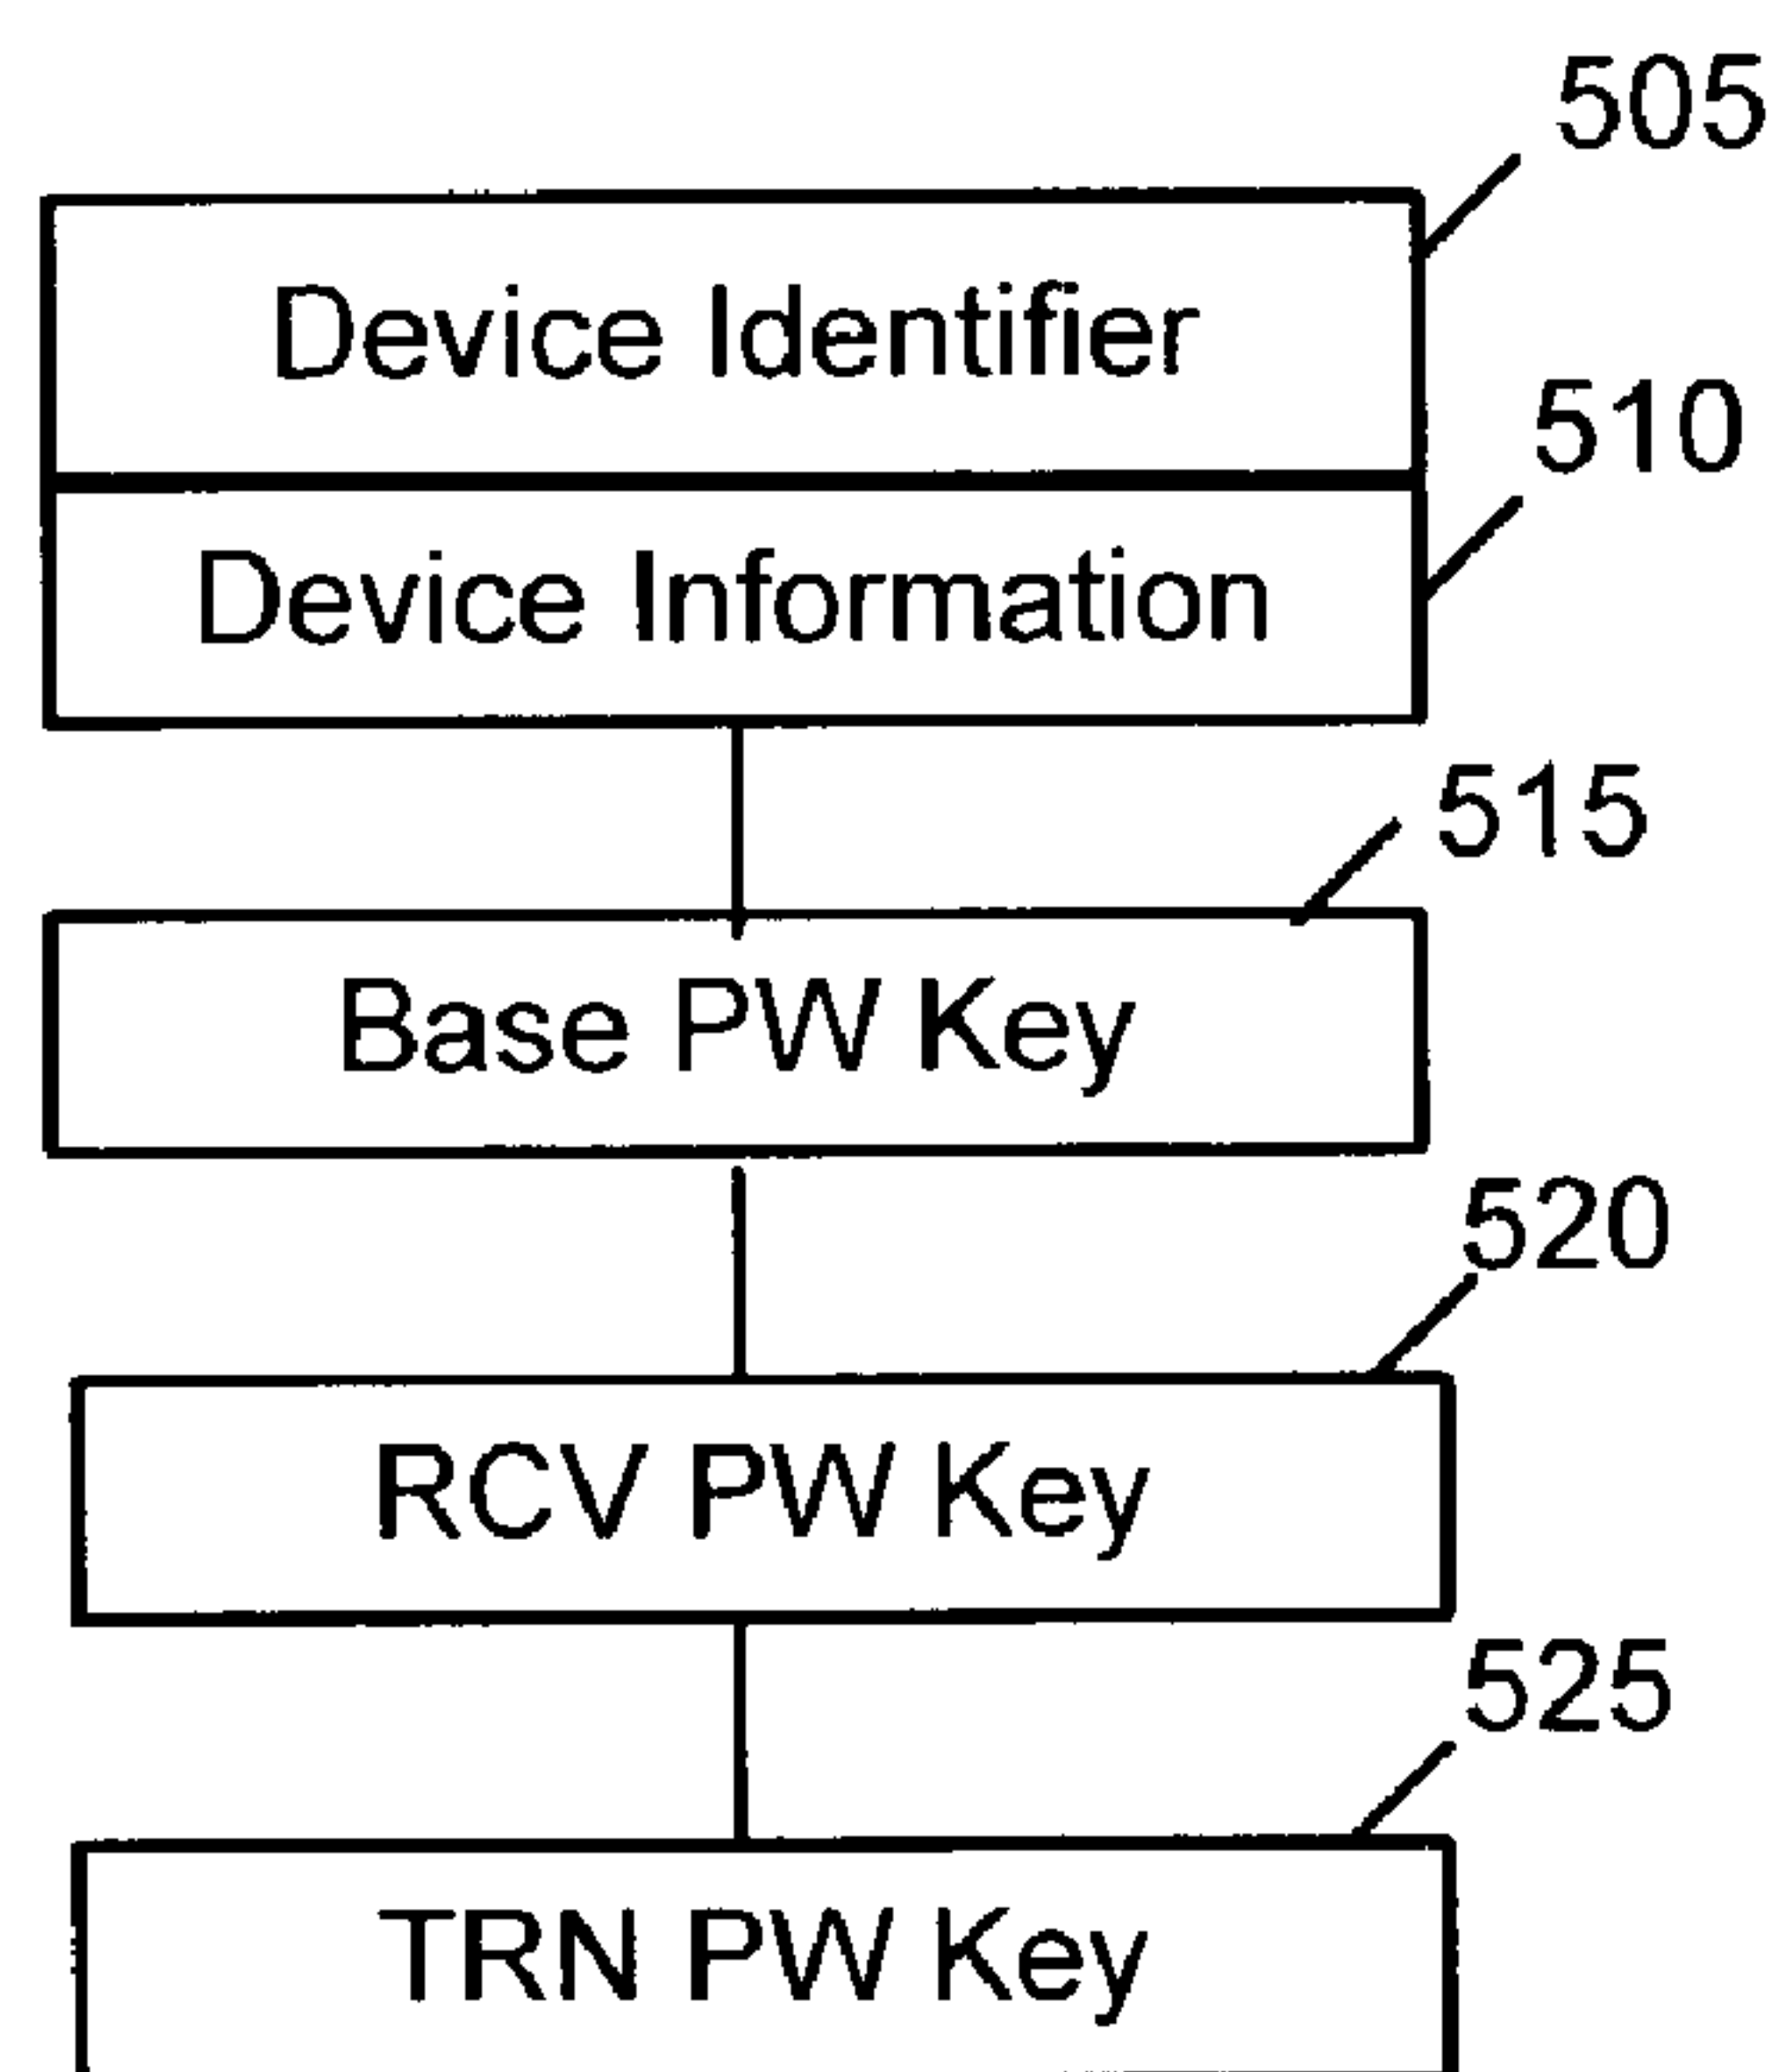 505
Device Identifier
510
Device Information
515
Base PW Key
520
RCV PW Key
525
TRN PW Key